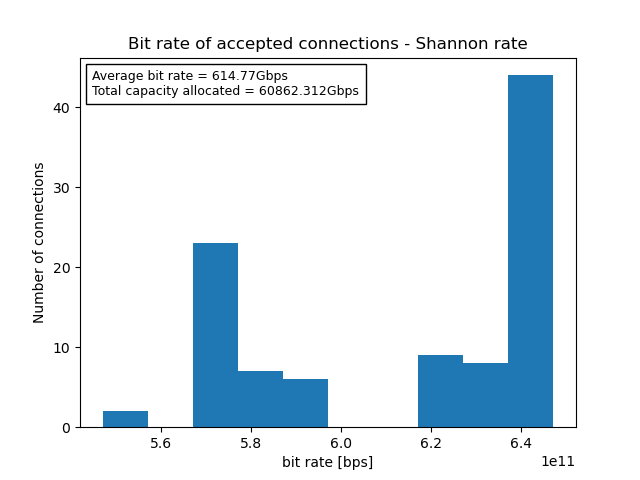 Bit rate of accepted connections - Shannon rate
Average bit rate = 614.77Gbps
Total capacity allocated = 60862.312Gbps
Number of connections
40
30
20
10
0
5.6 5.8 6.0 6.2 6.4
1e11
bit rate [bps]